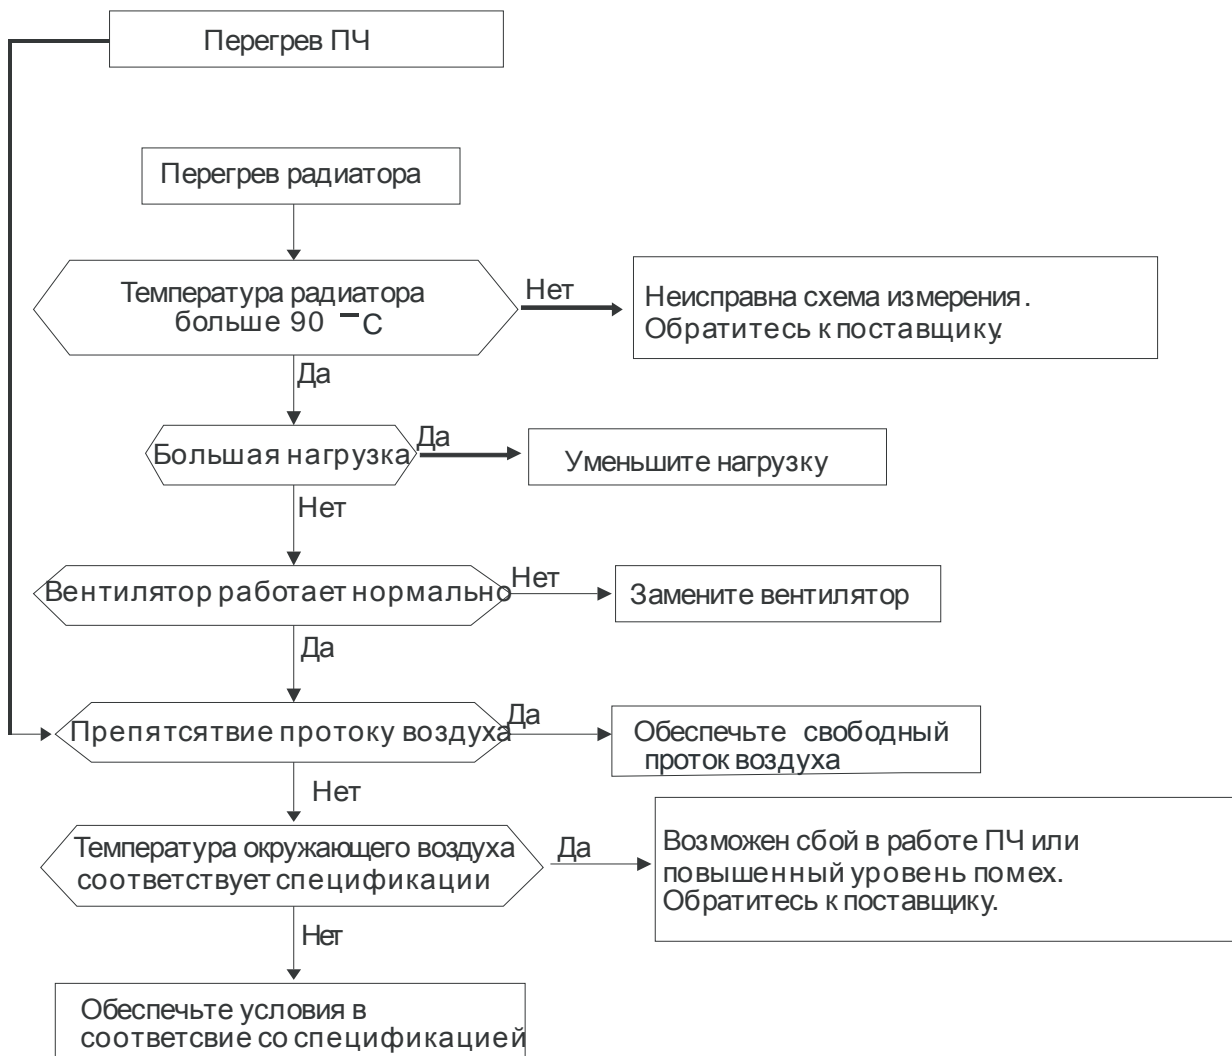 Перегрев ПЧ
Перегрев радиатора
Температура радиатора
больше 90 ‾C
Нет
Неисправна схема измерения.
Обратитесь к поставщику.
Да
Большая нагрузка
Да
Уменьшите нагрузку
Нет
Вентилятор работает нормально
Нет
Замените вентилятор
Да
Препятсятвие протоку воздуха
Да
Обеспечьте свободный
проток воздуха
Нет
Температура окружающего воздуха
соответствует спецификации
Да
Возможен сбой в работе ПЧ или
повышенный уровень помех.
Обратитесь к поставщику.
Нет
Обеспечьте условия в
соответсвие со спецификацией